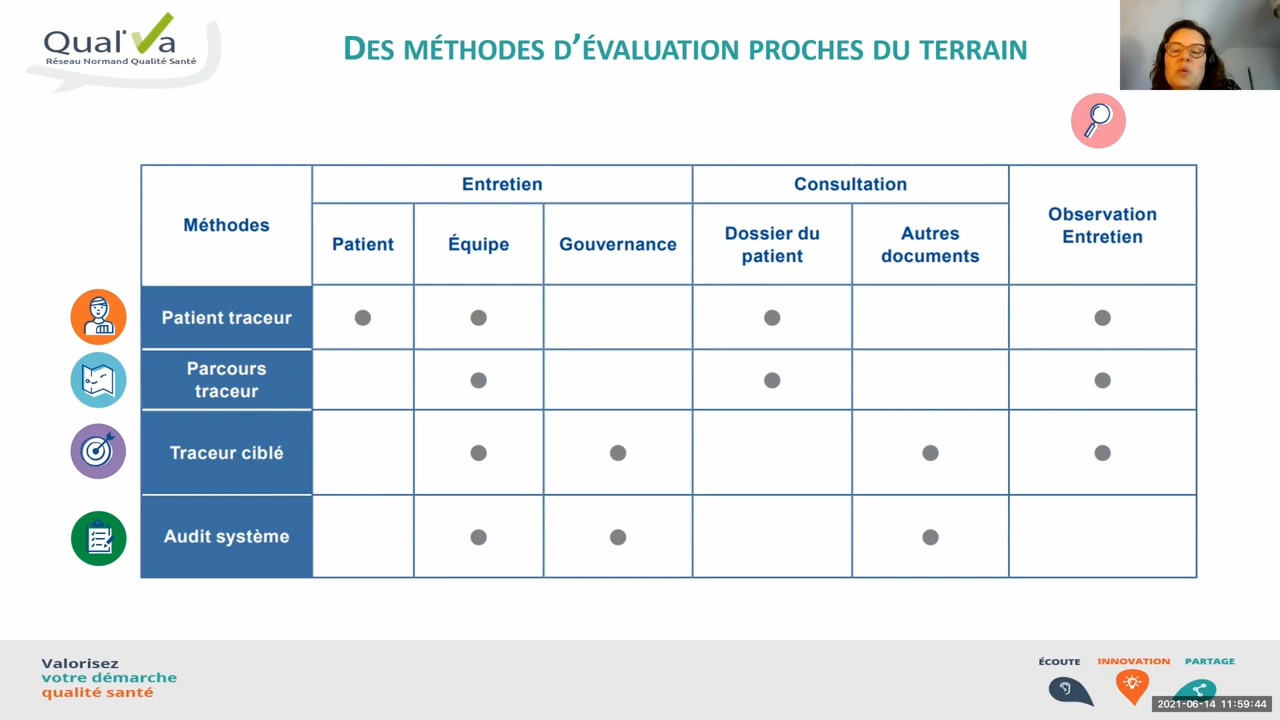 Qual'Va
Réseau Normand Qualité Santé
DES MÉTHODES D'ÉVALUATION PROCHES DU TERRAIN
Méthodes
Entretien
Consultation
Observation
Entretien
Patient
Équipe
Gouvernance
Dossier du
patient
Autres
documents
Patient traceur
Parcours
traceur
Traceur ciblé
Audit système
Valorisez
votre démarche
qualité santé
ÉCOUTE
INNOVATION
PARTAGE
2021-06-14 11:59:44